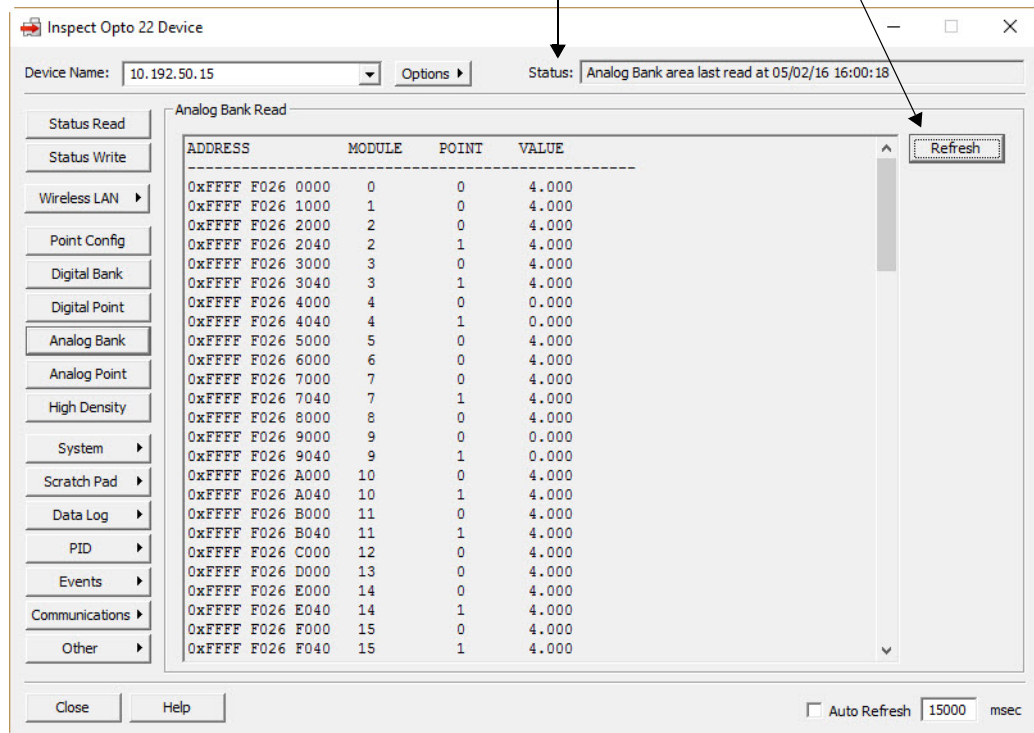 Inspect Opto 22 Device
Device Name: 10.192.50.15 Options Status: Analog Bank area last read at 05/02/16 16:00:18
Status Read
Status Write
Wireless LAN
Point Config
Digital Bank
Digital Point
Analog Bank
Analog Point
High Density
System
Scratch Pad
Data Log
PID
Events
Communications
Other
Analog Bank Read
ADDRESS MODULE POINT VALUE
--------------------------------------------------------
0xFFFF F026 0000 0 0 4.000
0xFFFF F026 1000 1 0 4.000
0xFFFF F026 2000 2 0 4.000
0xFFFF F026 2040 2 1 4.000
0xFFFF F026 3000 3 0 4.000
0xFFFF F026 3040 3 1 4.000
0xFFFF F026 4000 4 0 0.000
0xFFFF F026 4040 4 1 0.000
0xFFFF F026 5000 5 0 4.000
0xFFFF F026 6000 6 0 4.000
0xFFFF F026 7000 7 0 4.000
0xFFFF F026 7040 7 1 4.000
0xFFFF F026 8000 8 0 4.000
0xFFFF F026 9000 9 0 0.000
0xFFFF F026 9040 9 1 0.000
0xFFFF F026 A000 10 0 4.000
0xFFFF F026 A040 10 1 4.000
0xFFFF F026 B000 11 0 4.000
0xFFFF F026 B040 11 1 4.000
0xFFFF F026 C000 12 0 4.000
0xFFFF F026 D000 13 0 4.000
0xFFFF F026 E000 14 0 4.000
0xFFFF F026 E040 14 1 4.000
0xFFFF F026 F000 15 0 4.000
0xFFFF F026 F040 15 1 4.000
Refresh
Close Help Auto Refresh 15000 msec